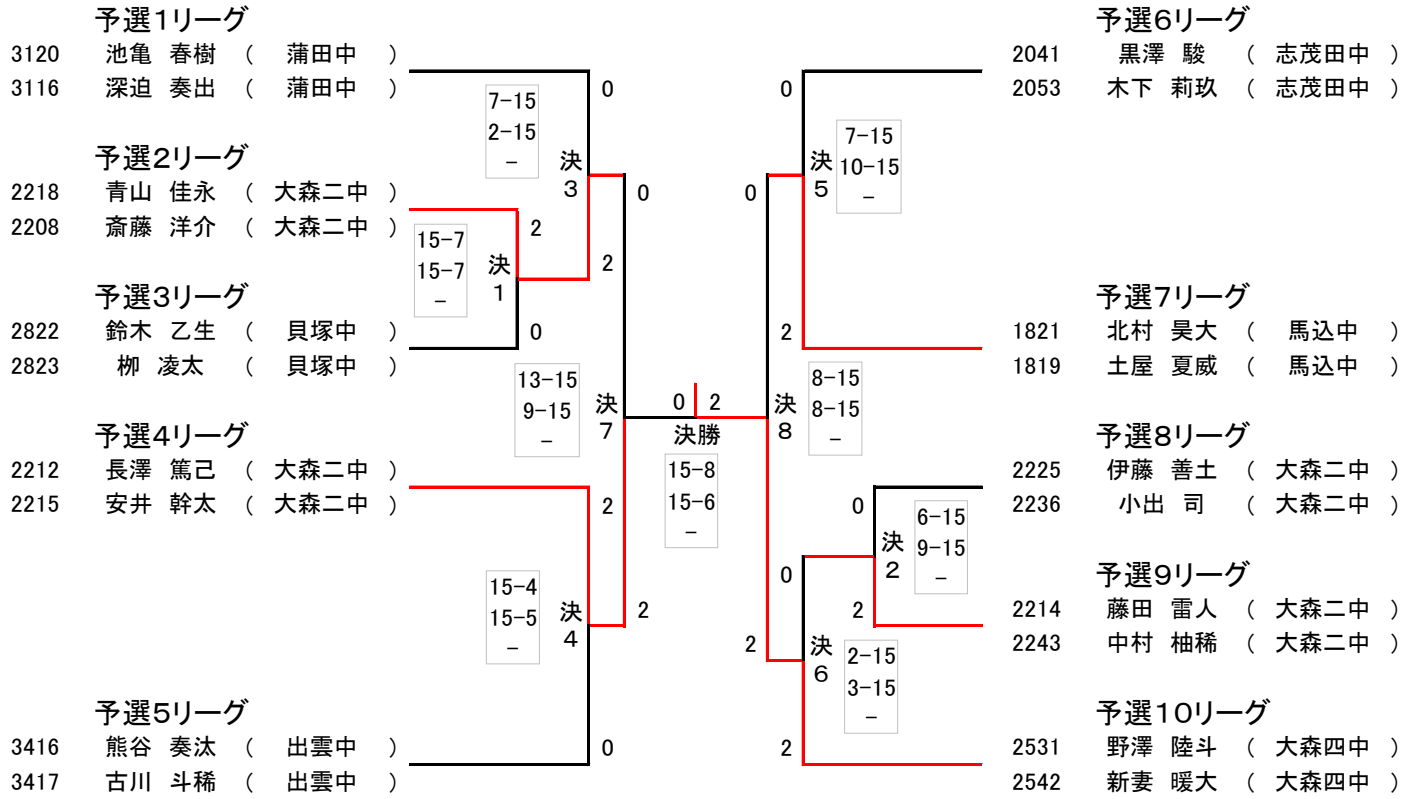 予選1リーグ
3120 池亀 春樹 ( 蒲田中 )
3116 深迫 奏出 ( 蒲田中 )
予選2リーグ
2218 青山 佳永 ( 大森二中 )
2208 斎藤 洋介 ( 大森二中 )
予選3リーグ
2822 鈴木 乙生 ( 貝塚中 )
2823 栁 凌太 ( 貝塚中 )
予選4リーグ
2212 長澤 篤己 ( 大森二中 )
2215 安井 幹太 ( 大森二中 )
予選5リーグ
3416 熊谷 奏汰 ( 出雲中 )
3417 古川 斗稀 ( 出雲中 )
15-7
15-7
-
決
1
2
0
7-15
2-15
-
決
3
0
2
15-4
15-5
-
決
4
2
0
13-15
9-15
-
決
7
0
2
0 2
決勝
15-8
15-6
-
0
2
決
8
8-15
8-15
-
0
2
決
5
7-15
10-15
-
0
2
決
6
2-15
3-15
-
0
2
決
2
6-15
9-15
-
予選6リーグ
2041 黒澤 駿 ( 志茂田中 )
2053 木下 莉玖 ( 志茂田中 )
予選7リーグ
1821 北村 昊大 ( 馬込中 )
1819 土屋 夏威 ( 馬込中 )
予選8リーグ
2225 伊藤 善土 ( 大森二中 )
2236 小出 司 ( 大森二中 )
予選9リーグ
2214 藤田 雷人 ( 大森二中 )
2243 中村 柚稀 ( 大森二中 )
予選10リーグ
2531 野澤 陸斗 ( 大森四中 )
2542 新妻 暖大 ( 大森四中 )